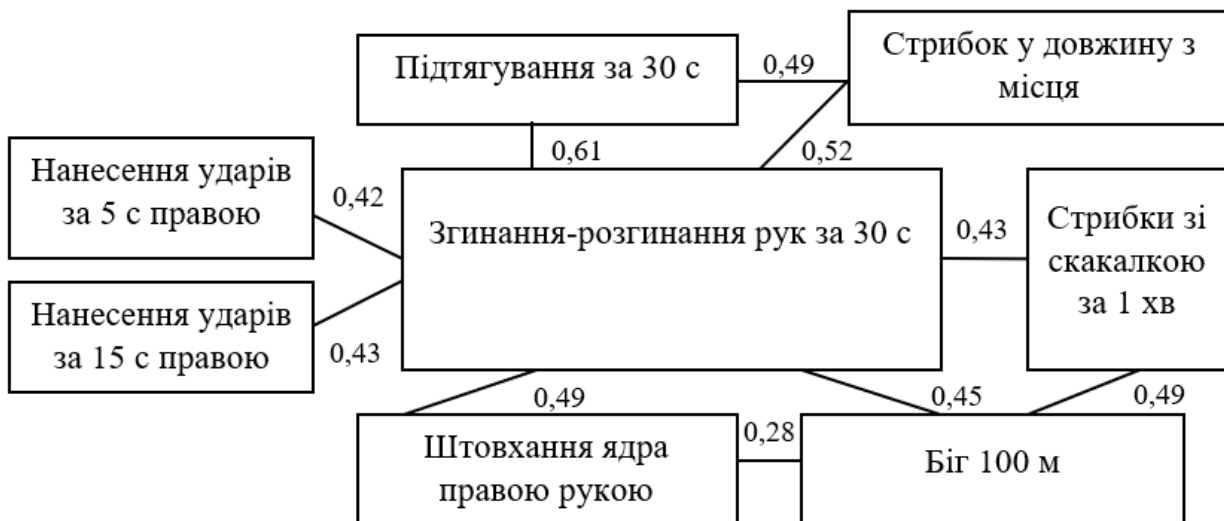 Підтягування за 30 с
0,49
Стрибок у довжину з
місця
0,61
0,52
Нанесення ударів
за 5 с правою
0,42
Згинання-розгинання рук за 30 с
0,43
Стрибки зі
скакалкою
за 1 хв
Нанесення ударів
за 15 с правою
0,43
0,49
0,45
0,49
Штовхання ядра
правою рукою
0,28
Біг 100 м